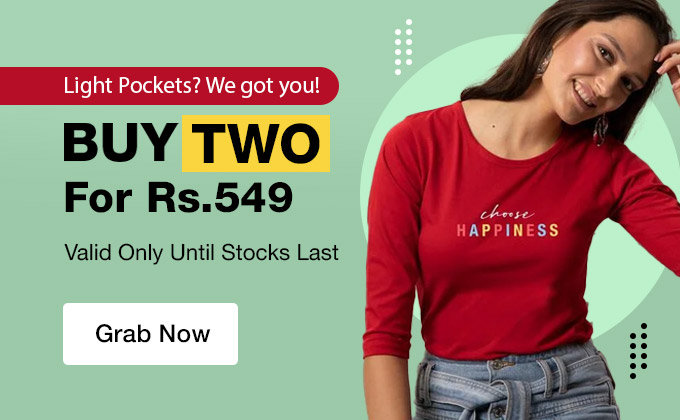 Light Pockets? We got you!
BUY TWO
For Rs.549
Valid Only Until Stocks Last
Grab Now
choose
HAPPINESS